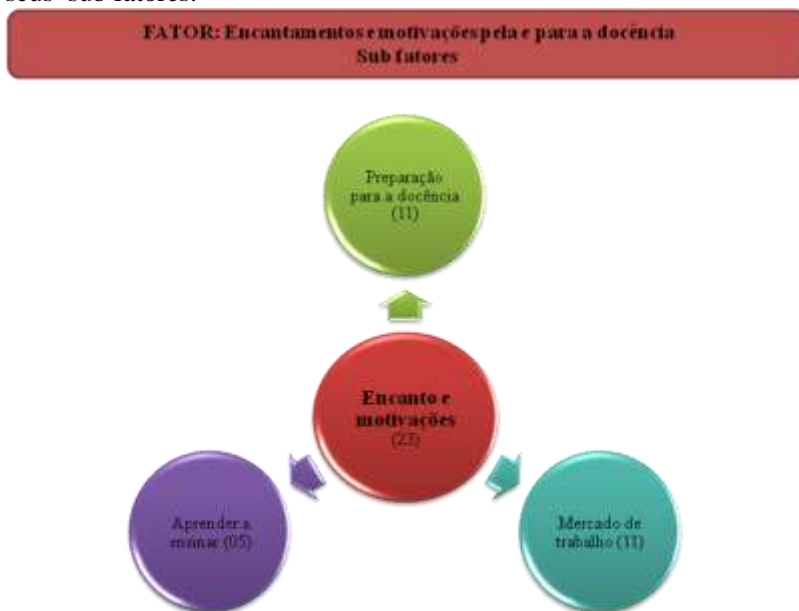 seus sub fatores.
FATOR: Encantamentos e motivações pela e para a docência
Sub fatores
Preparação
para a docência
(11)
Encanto e
motivações
(23)
Aprender a
ensinar (05)
Mercado de
trabalho (11)